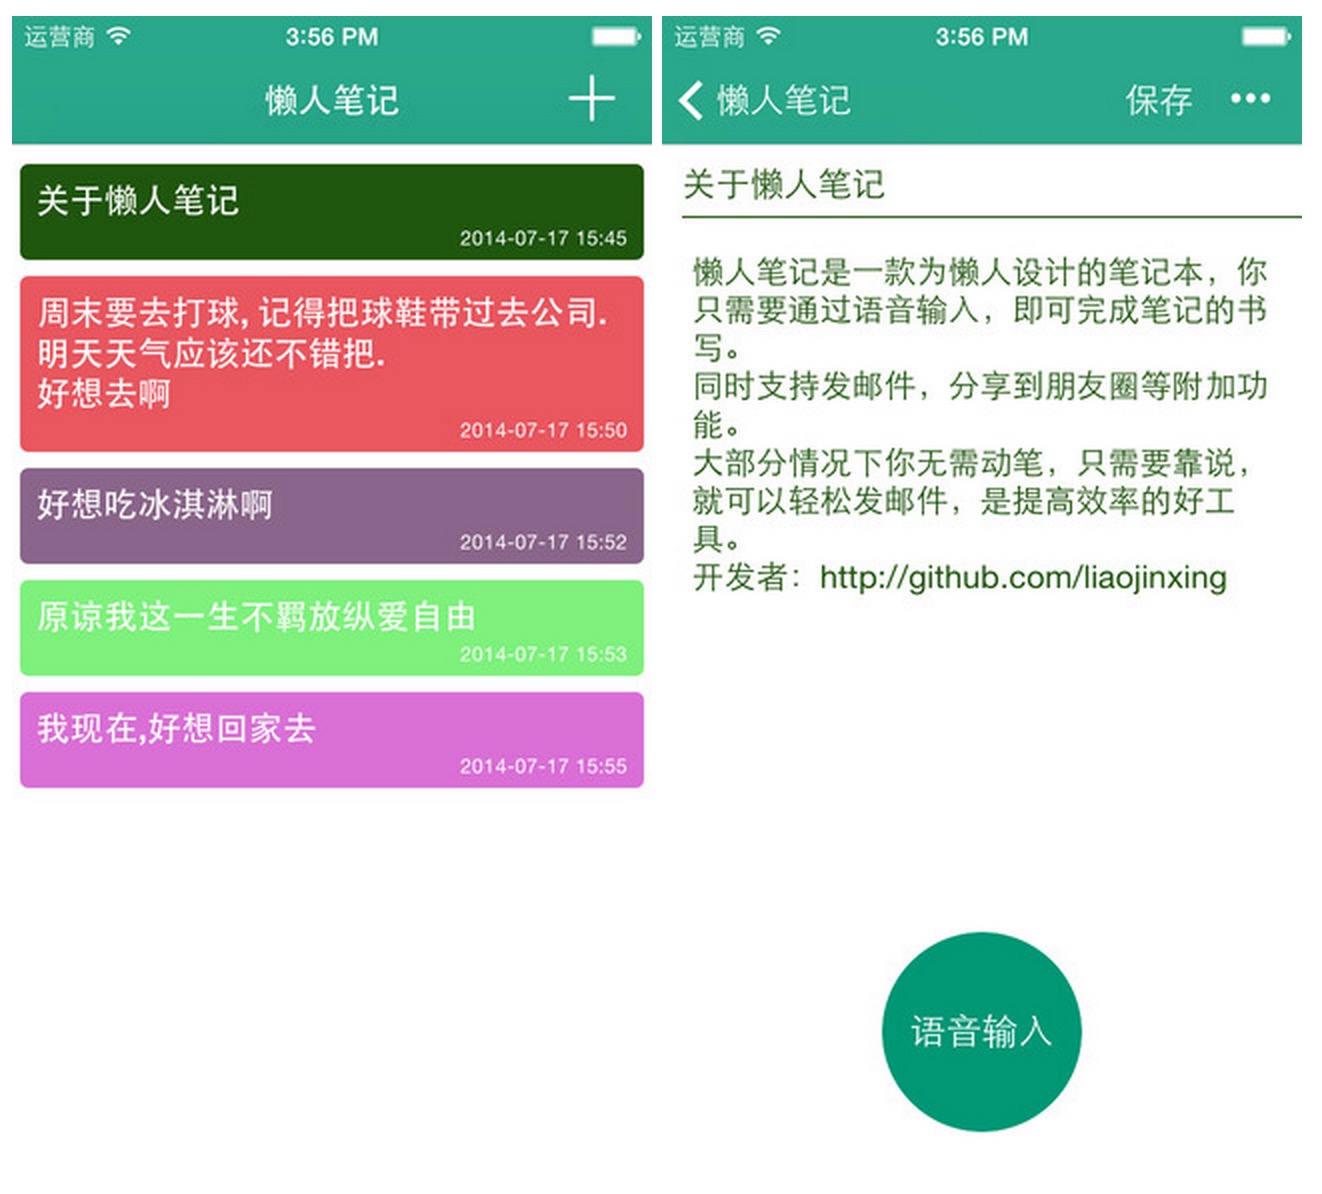 运营商 3:56 PM
懒人笔记
关于懒人笔记
2014-07-17 15:45
周末要去打球, 记得把球鞋带过去公司.
明天天气应该还不错把.
好想去啊
2014-07-17 15:50
好想吃冰淇淋啊
2014-07-17 15:52
原谅我这一生不羁放纵爱自由
2014-07-17 15:53
我现在,好想回家去
2014-07-17 15:55
运营商 3:56 PM
懒人笔记 保存
关于懒人笔记
懒人笔记是一款为懒人设计的笔记本，你
只需要通过语音输入，即可完成笔记的书
写。
同时支持发邮件，分享到朋友圈等附加功
能。
大部分情况下你无需动笔，只需要靠说，
就可以轻松发邮件，是提高效率的好工
具。
开发者：http://github.com/liaojinxing
语音输入